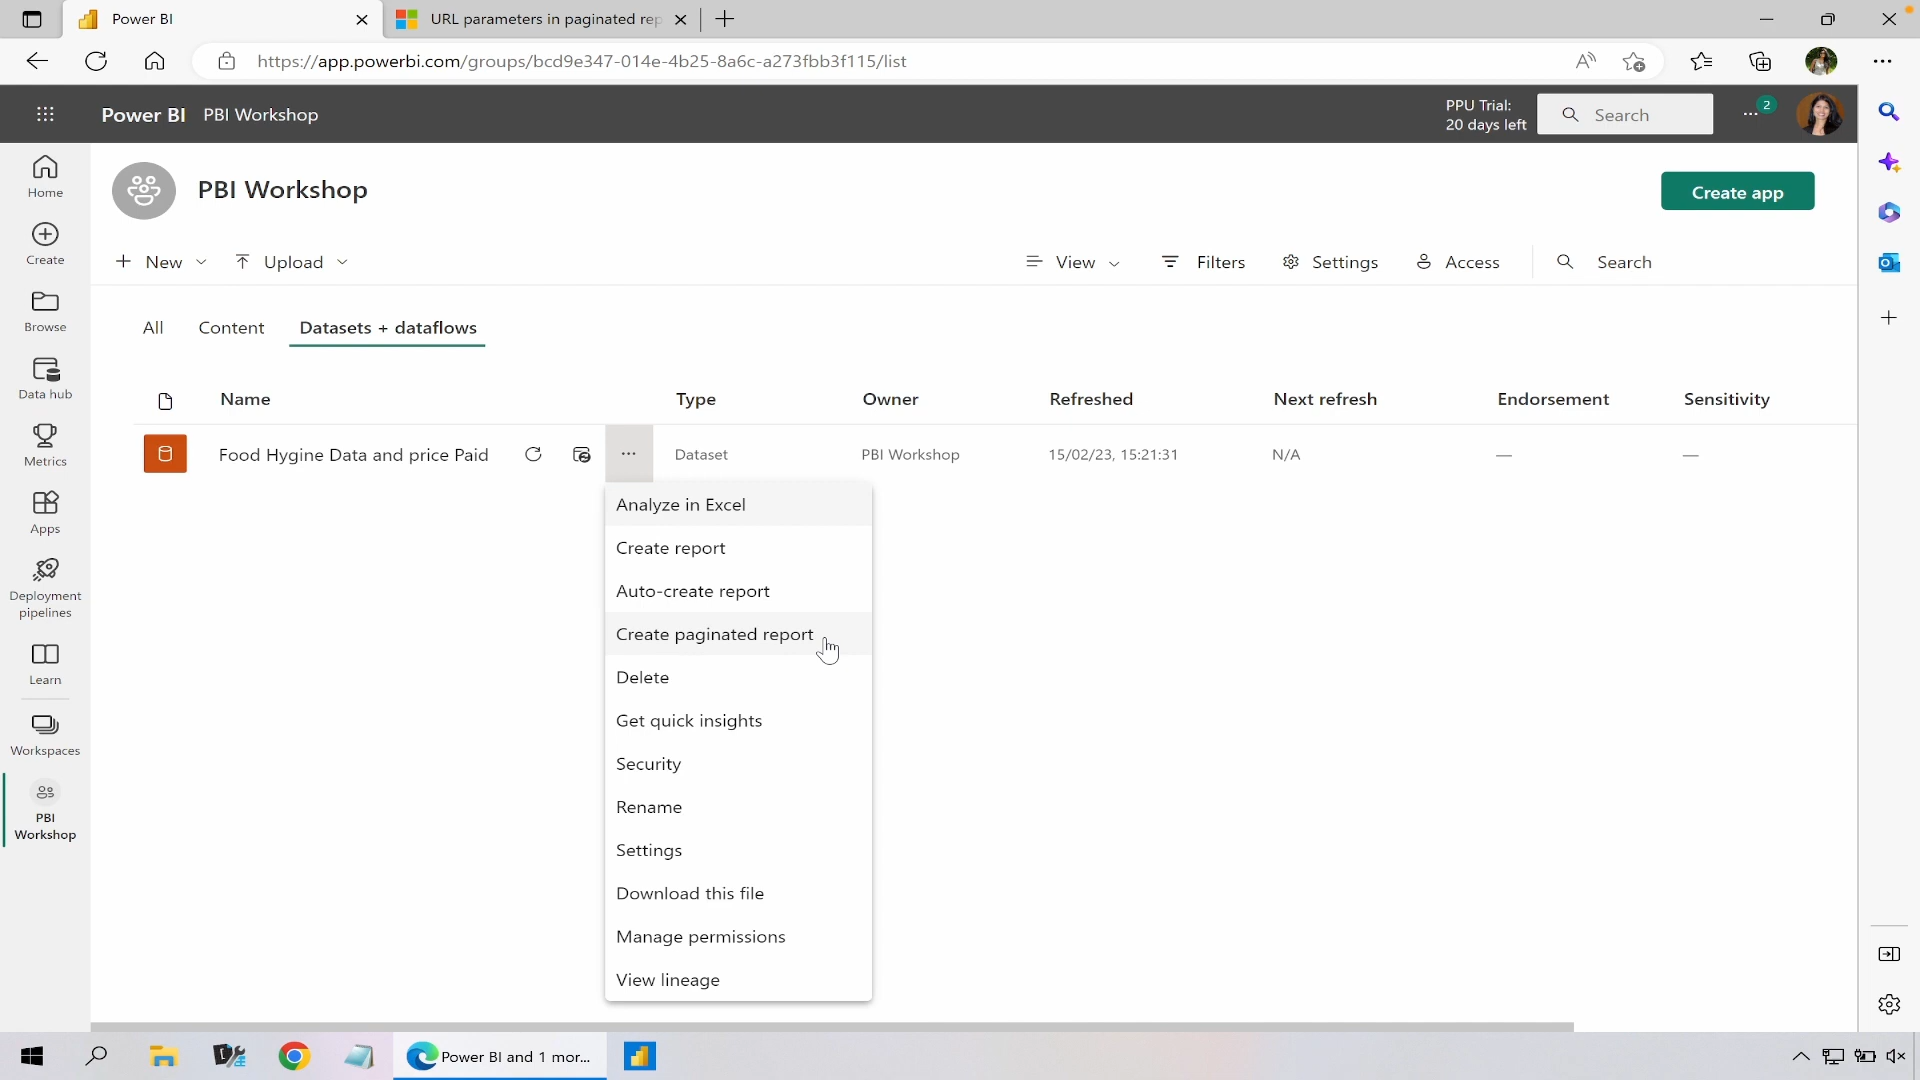 Power BI
URL parameters in paginated rep
https://app.powerbi.com/groups/bcd9e347-014e-4b25-8a6c-a273fbb3f115/list
Power BI PBI Workshop
PPU Trial:
20 days left
Search
2
Home
Create
Browse
Data hub
Metrics
Apps
Deployment
pipelines
Learn
Workspaces
PBI
Workshop
PBI Workshop
Create app
New
Upload
View
Filters
Settings
Access
Search
All
Content
Datasets + dataflows
Name Type Owner Refreshed Next refresh Endorsement Sensitivity
Food Hygine Data and price Paid Dataset PBI Workshop 15/02/23, 15:21:31 N/A — —
Analyze in Excel
Create report
Auto-create report
Create paginated report
Delete
Get quick insights
Security
Rename
Settings
Download this file
Manage permissions
View lineage
Power BI and 1 mor...